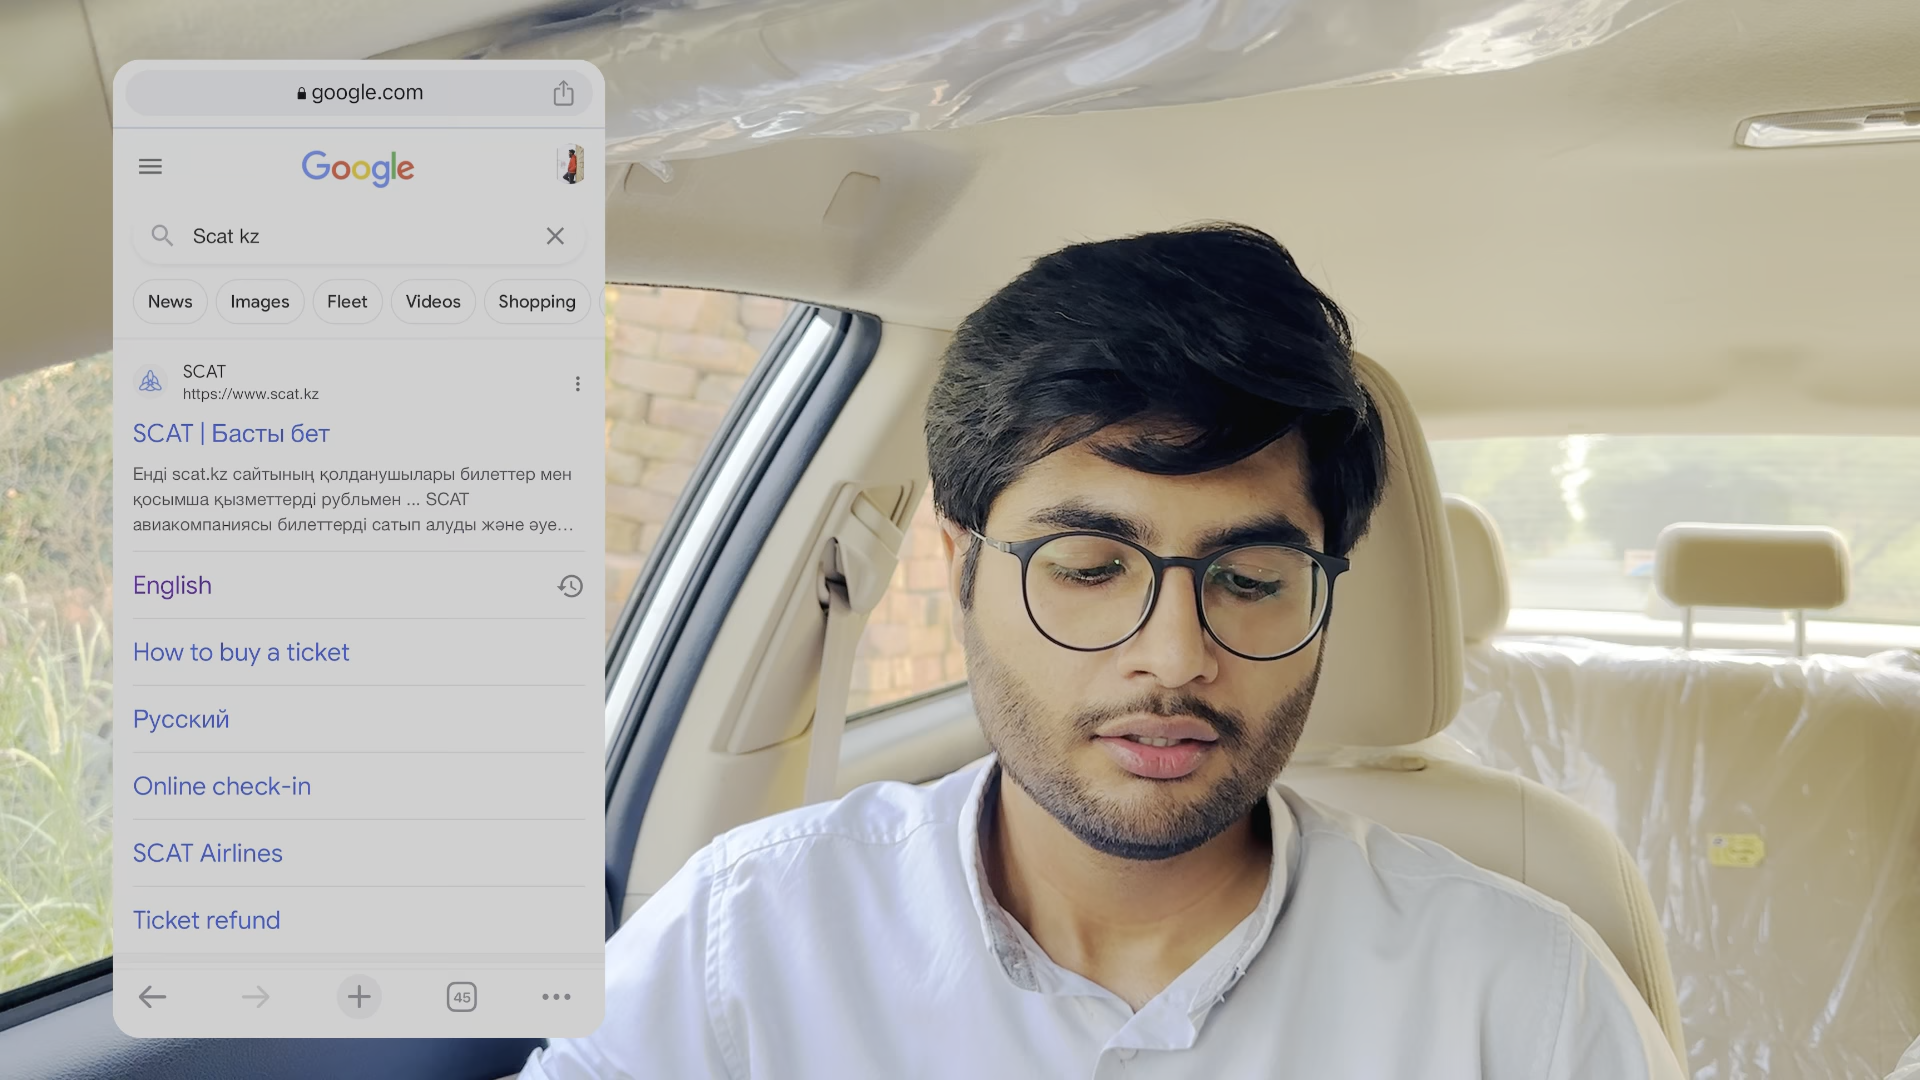 google.com
Google
Scat kz
News Images Fleet Videos Shopping
SCAT
https://www.scat.kz
SCAT | Басты бет
Енді scat.kz сайтының қолданушылары билеттер мен
қосымша қызметтерді рубльмен ... SCAT
авиакомпаниясы билеттерді сатып алуды және әуе...
English
How to buy a ticket
Русский
Online check-in
SCAT Airlines
Ticket refund
45